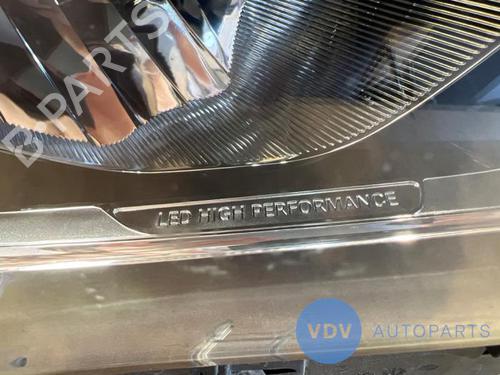 B PARTS
LED HIGH PERFORMANCE
VDV AUTOPARTS